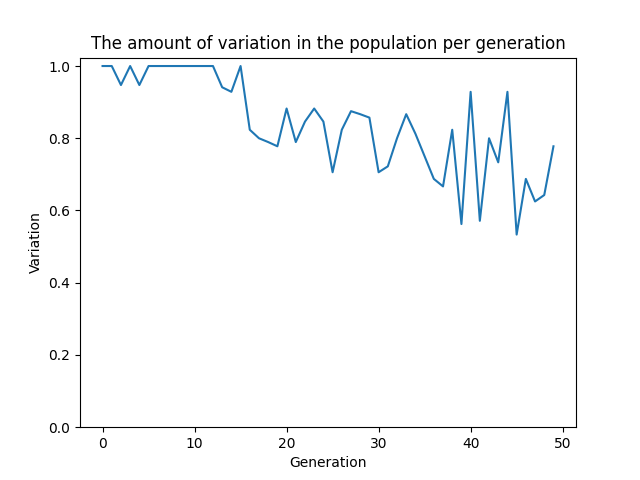 The amount of variation in the population per generation
1.0
0.8
0.6
0.4
0.2
0.0
Variation
0 10 20 30 40 50
Generation